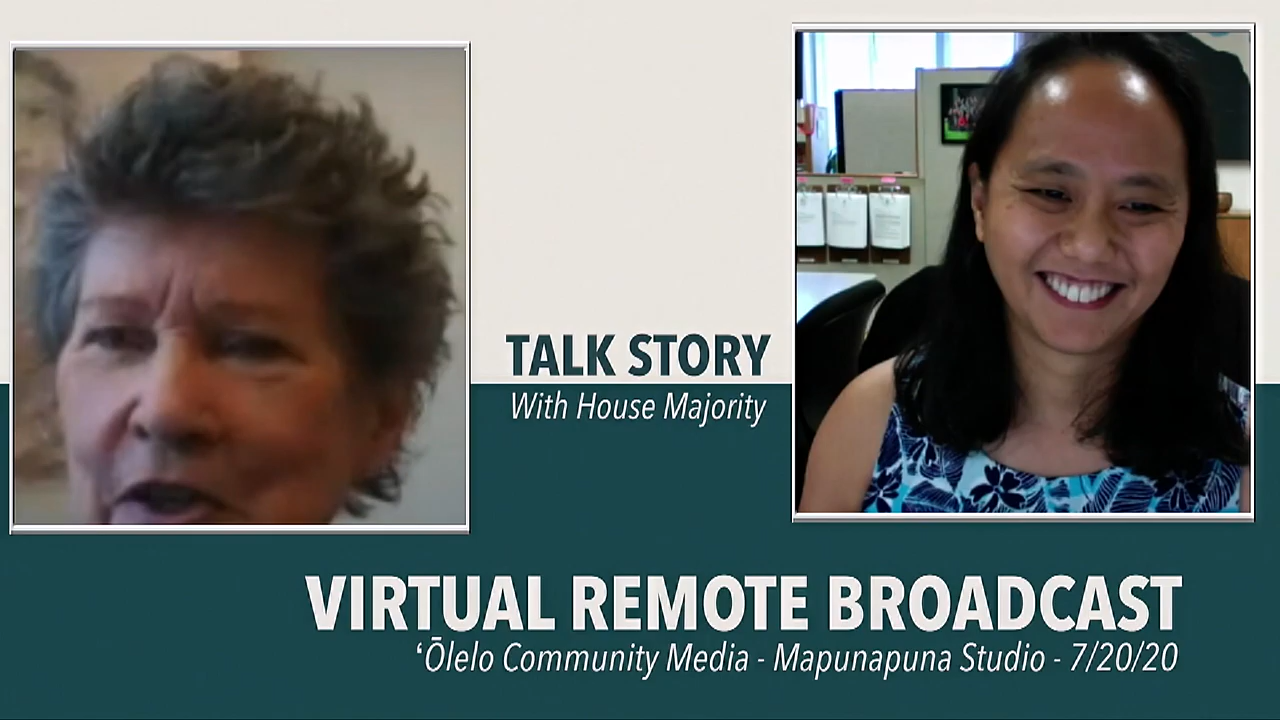 TALK STORY
With House Majority
VIRTUAL REMOTE BROADCAST
ʻŌlelo Community Media - Mapunapuna Studio - 7/20/20